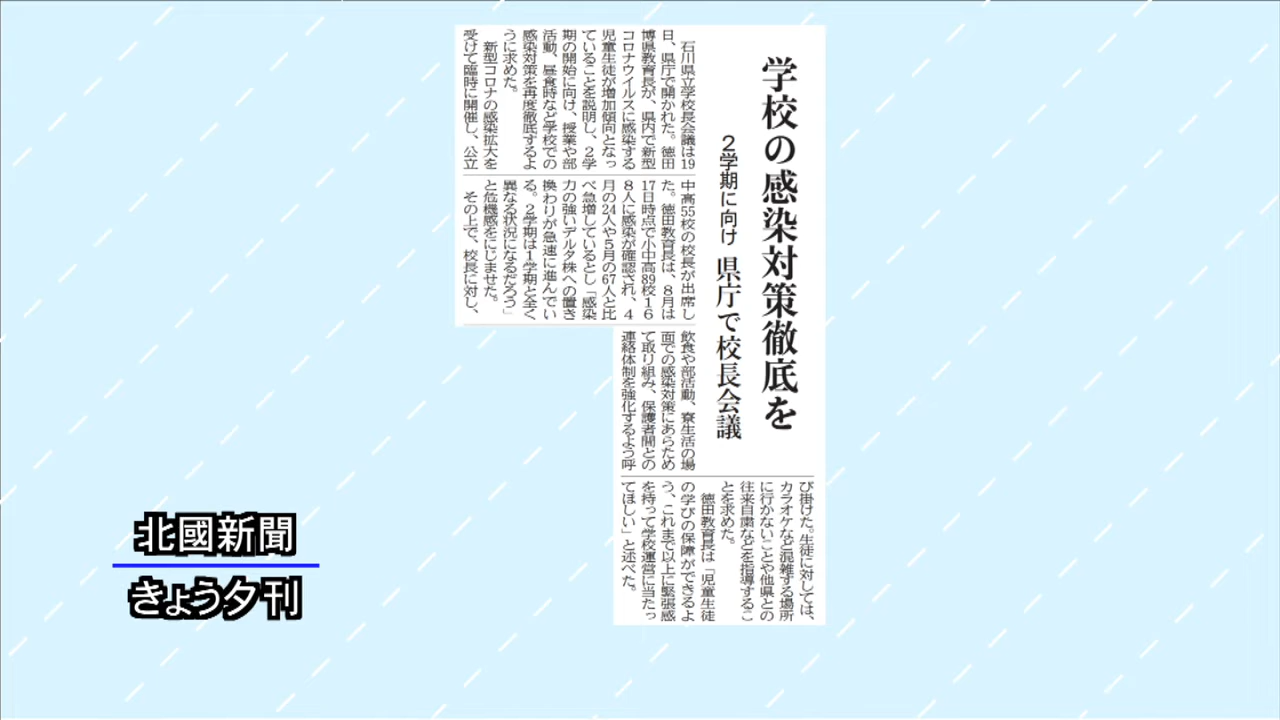 学校の感染対策徹底を
2学期に向け 県庁で校長会議
石川県立学校長会議は19
日、県庁で開かれた。徳田
博県教育長が、県内で新型
コロナウイルスに感染する
児童生徒が増加傾向となっ
ていることを説明し、2学
期の開始に向け、授業や部
活動、昼食時など学校での
感染対策を再度徹底するよ
うに求めた。
新型コロナの感染拡大を
受けて臨時に開催し、公立
中高55校の校長が出席し
た。徳田教育長は、8月は
17日時点で小中高89校16
8人に感染が確認され、4
月の24人や5月の67人と比
べ急増しているとし「感染
力の強いデルタ株への置き
換わりが急速に進んでい
る。2学期は1学期と全く
異なる状況になるだろう」
と危機感をにじませた。
その上で、校長に対し、
飲食や部活動、寮生活の場
面での感染対策にあらため
て取り組み、保護者間との
連絡体制を強化するよう呼
び掛けた。生徒に対しては、
カラオケなど混雑する場所
に行かないことや他県との
往来自粛などを指導するこ
とを求めた。
徳田教育長は「児童生徒
の学びの保障ができるよ
う、これまで以上に緊張感
を持って学校運営に当たっ
てほしい」と述べた。
北國新聞
きょう夕刊